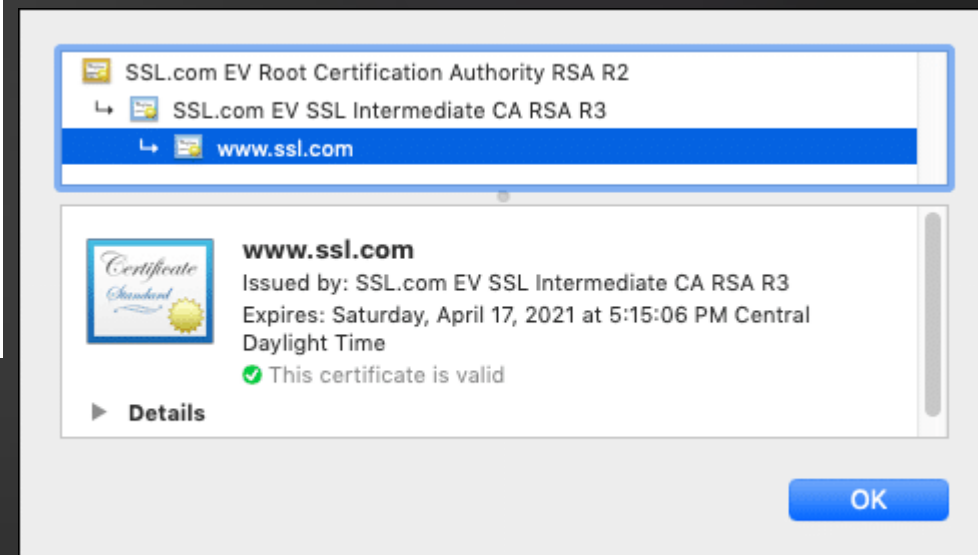 SSL.com EV Root Certification Authority RSA R2
SSL.com EV SSL Intermediate CA RSA R3
www.ssl.com
Certificate
Standard
www.ssl.com
Issued by: SSL.com EV SSL Intermediate CA RSA R3
Expires: Saturday, April 17, 2021 at 5:15:06 PM Central
Daylight Time
This certificate is valid
Details
OK